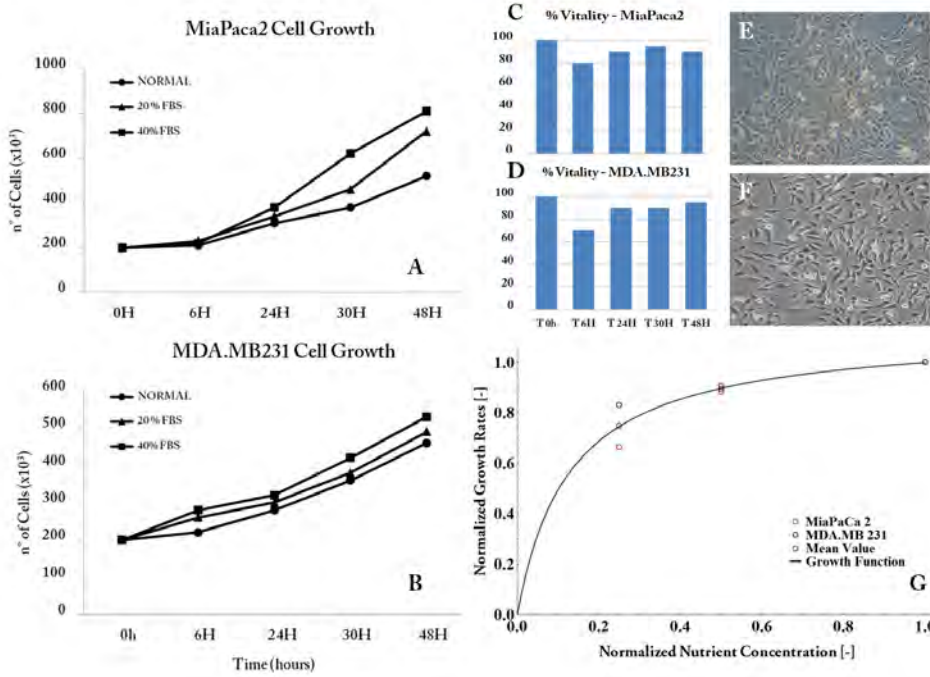 MiaPaca2 Cell Growth
1000
800
600
400
200
0
n° of Cells (x10³)
NORMAL
20% FBS
40% FBS
A
0H
6H
24H
30H
48H
MDA.MB231 Cell Growth
600
500
400
300
200
100
0
n° of Cells (x10³)
NORMAL
20% FBS
40% FBS
B
0h
6H
24H
30H
48H
Time (hours)
C
% Vitality - MiaPaca2
100
80
60
40
20
0
D
% Vitality - MDA.MB231
100
80
60
40
20
0
T 0h
T 6H
T 24H
T 30H
T 48H
E
F
1.0
0.8
0.6
0.4
0.2
0.0
Normalized Growth Rates [-]
MiaPaCa 2
MDA.MB 231
Mean Value
Growth Function
G
0.0
0.2
0.4
0.6
0.8
1.0
Normalized Nutrient Concentration [-]